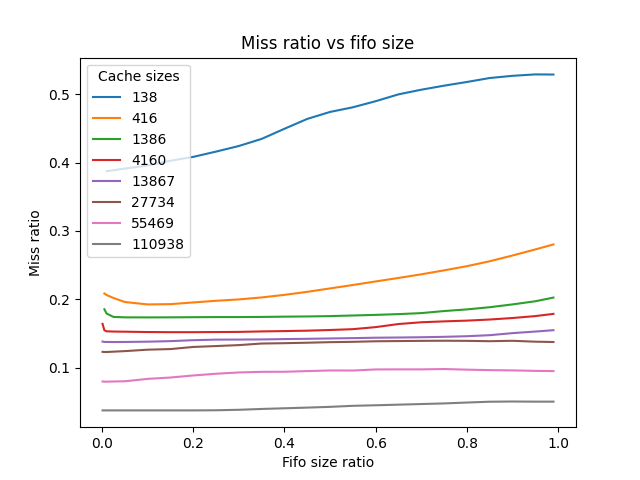 Miss ratio vs fifo size
Cache sizes
138
416
1386
4160
13867
27734
55469
110938
0.5
0.4
0.3
0.2
0.1
Miss ratio
0.0 0.2 0.4 0.6 0.8 1.0
Fifo size ratio